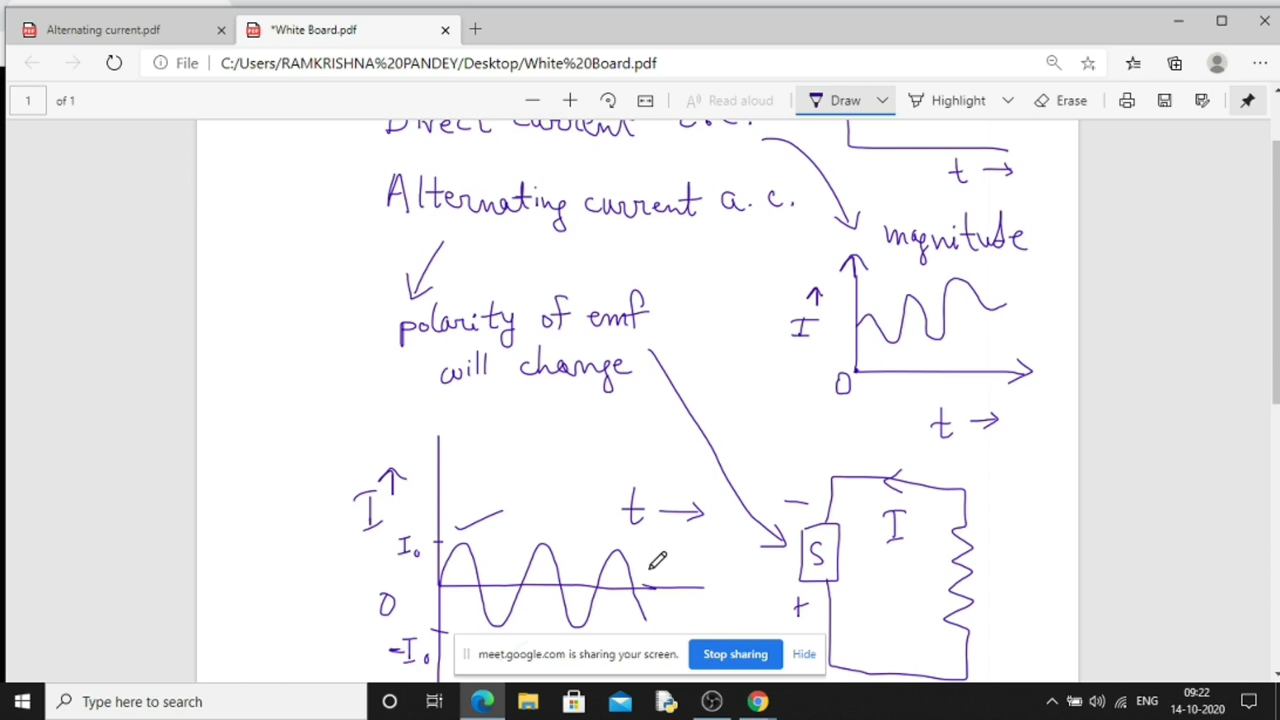 Alternating current.pdf
*White Board.pdf
File
C:/Users/RAMKRISHNA%20PANDEY/Desktop/White%20Board.pdf
1 of 1
Read aloud
Draw
Highlight
Erase
Direct current d.c.
t →
Alternating current a.c.
magnitude
polarity of emf
will change
I ↑
0
t →
I ↑
t →
I₀
0
-I₀
-
S
+
I
meet.google.com is sharing your screen.
Stop sharing
Hide
Type here to search
ENG
09:22
14-10-2020